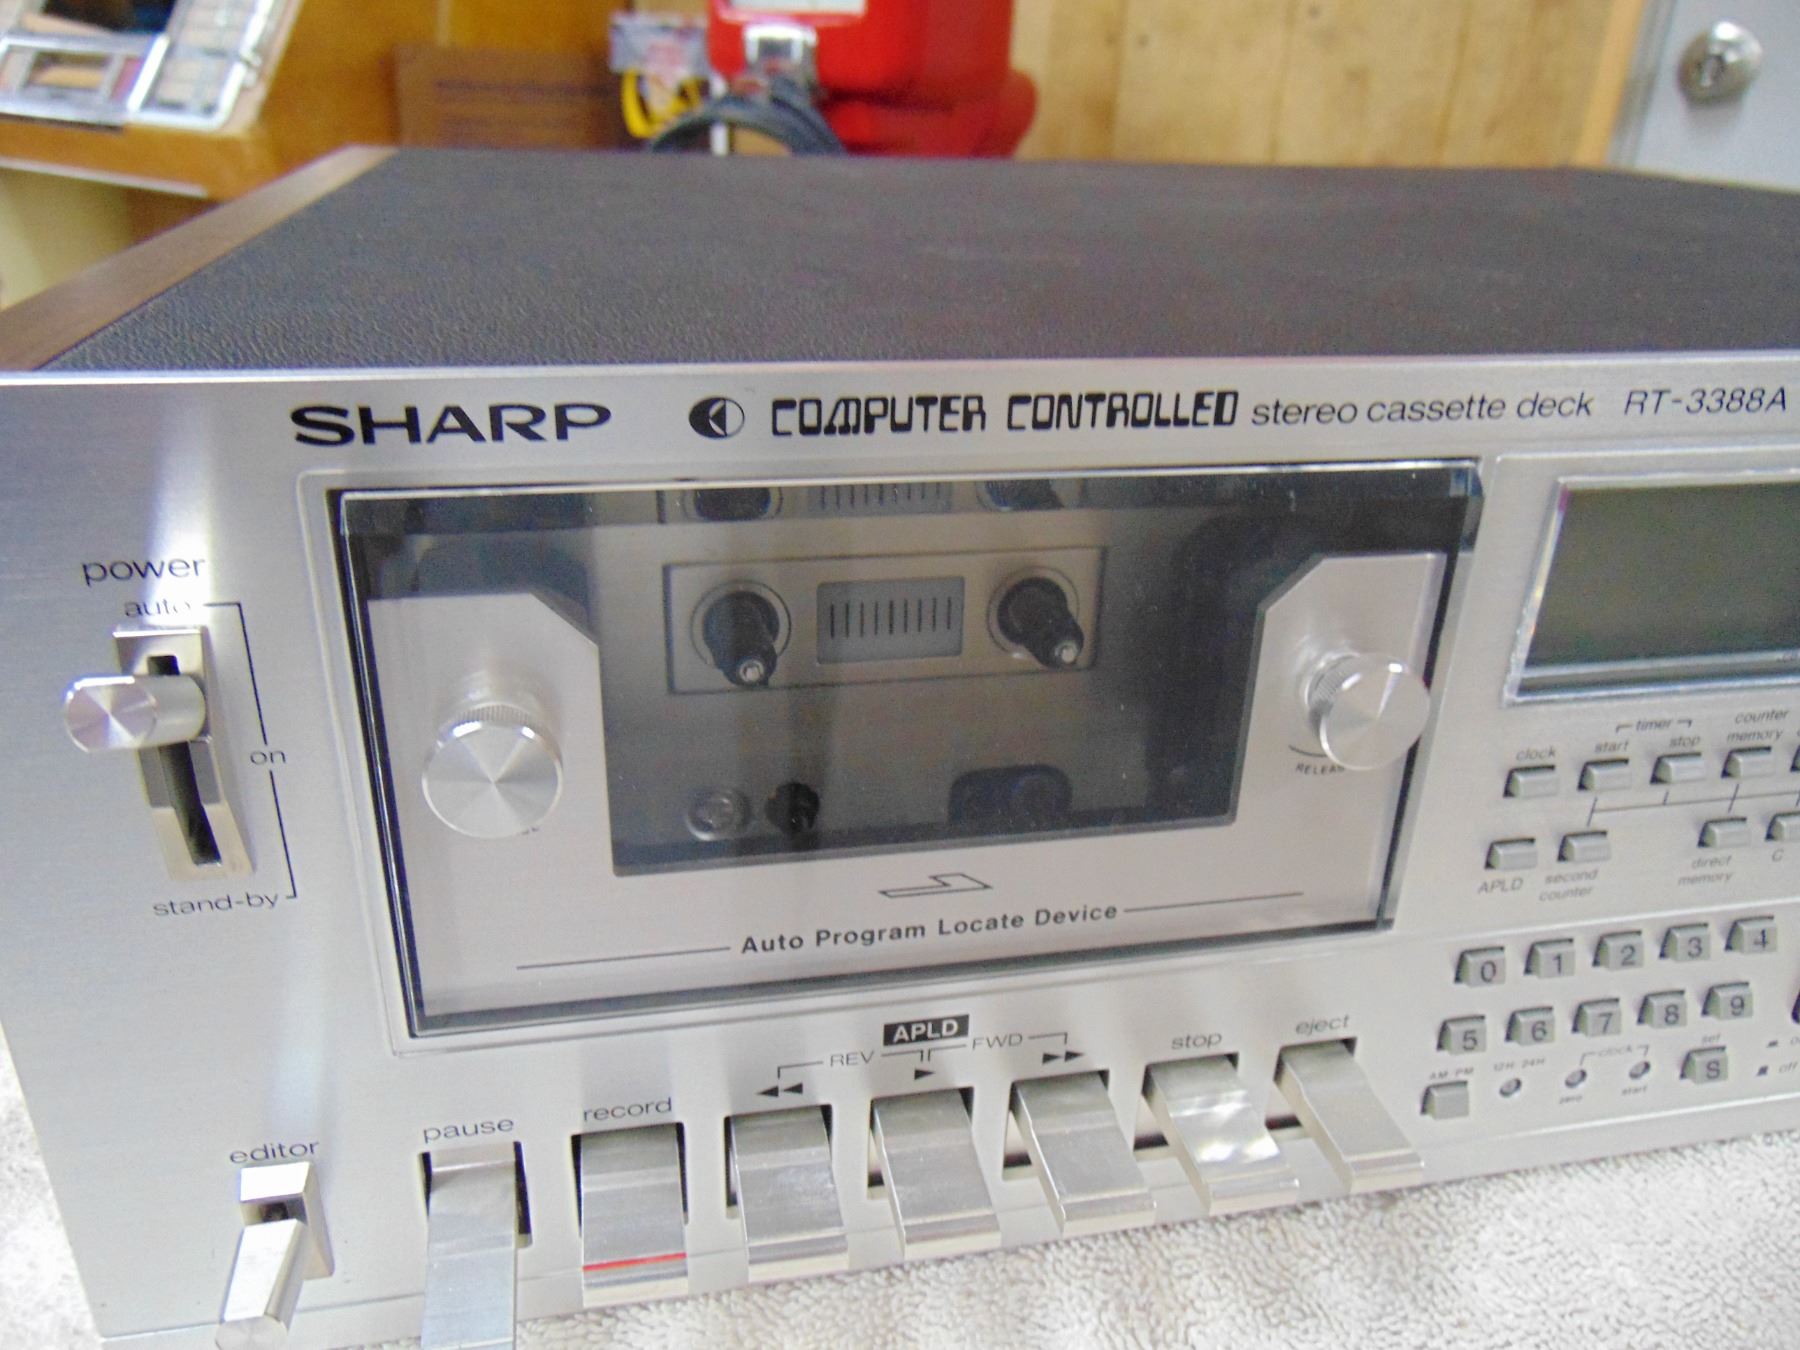 SHARP COMPUTER CONTROLLED stereo cassette deck RT-3388A
power
auto
on
stand-by
Auto Program Locate Device
clock
timer
start stop
counter
memory
APLD
second
counter
direct
memory
C
0 1 2 3 4
5 6 7 8 9
AM PM
12H 24H
clock
zero start
set
S
off
APLD
REV FWD
editor
pause
record
stop
eject